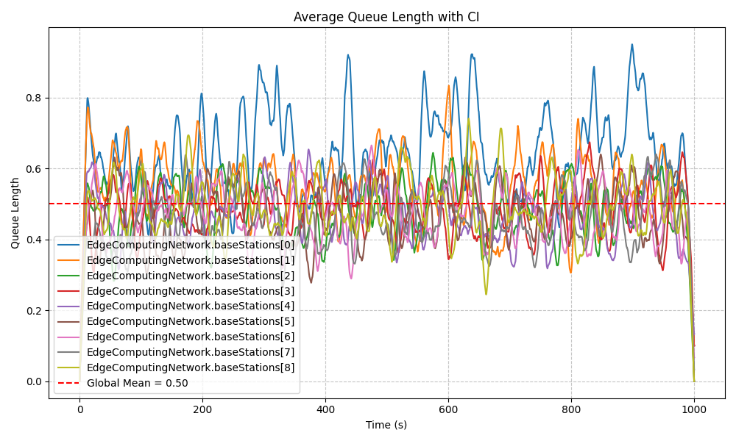 Average Queue Length with CI
Queue Length
0.8
0.6
0.4
0.2
0.0
EdgeComputingNetwork.baseStations[0]
EdgeComputingNetwork.baseStations[1]
EdgeComputingNetwork.baseStations[2]
EdgeComputingNetwork.baseStations[3]
EdgeComputingNetwork.baseStations[4]
EdgeComputingNetwork.baseStations[5]
EdgeComputingNetwork.baseStations[6]
EdgeComputingNetwork.baseStations[7]
EdgeComputingNetwork.baseStations[8]
Global Mean = 0.50
0 200 400 600 800 1000
Time (s)